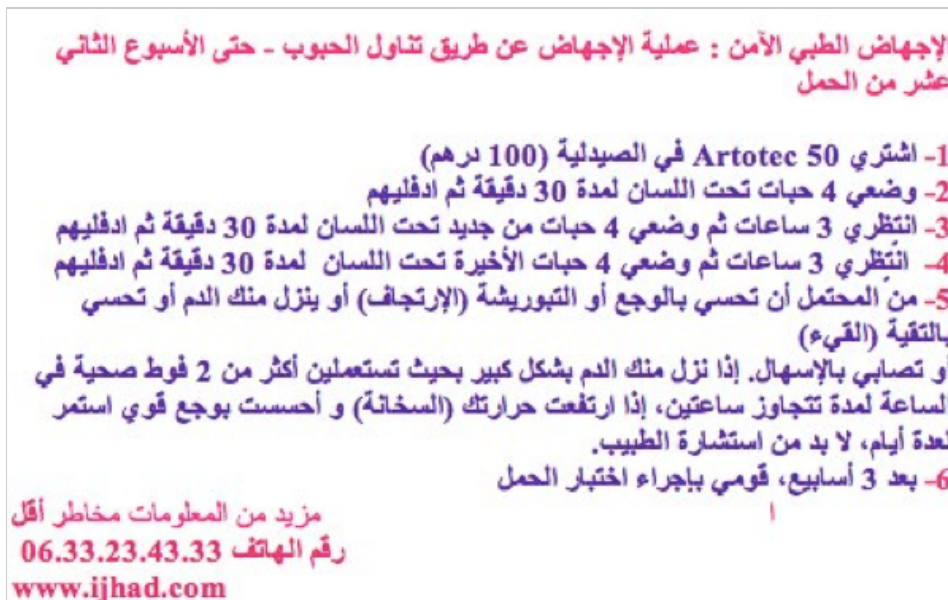 الإجهاض الطبي الآمن : عملية الإجهاض عن طريق تناول الحبوب - حتى الأسبوع الثاني
عشر من الحمل
1- اشتري Artotec 50 في الصيدلية (100 درهم)
2- وضعي 4 حبات تحت اللسان لمدة 30 دقيقة ثم ادفليهم
3- انتظري 3 ساعات ثم وضعي 4 حبات من جديد تحت اللسان لمدة 30 دقيقة ثم ادفليهم
4- انتظري 3 ساعات ثم وضعي 4 حبات الأخيرة تحت اللسان لمدة 30 دقيقة ثم ادفليهم
5- من المحتمل أن تحسي بالوجع أو التبوريشة (الإرتجاف) أو ينزل منك الدم أو تحسي
بالتقية (القيء)
او تصابي بالإسهال. إذا نزل منك الدم بشكل كبير بحيث تستعملين أكثر من 2 فوط صحية في
الساعة لمدة تتجاوز ساعتين، إذا ارتفعت حرارتك (السخانة) و أحسست بوجع قوي استمر
لعدة أيام، لا بد من استشارة الطبيب.
6- بعد 3 أسابيع، قومي بإجراء اختبار الحمل
مزيد من المعلومات مخاطر أقل
رقم الهاتف 06.33.23.43.33
www.ijhad.com